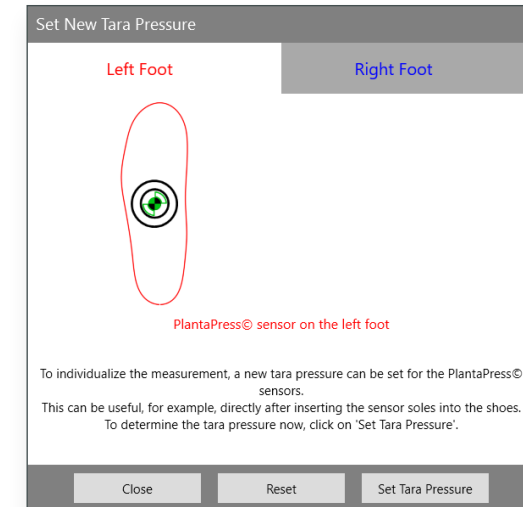 Set New Tara Pressure
Left Foot
Right Foot
PlantaPress© sensor on the left foot
To individualize the measurement, a new tara pressure can be set for the PlantaPress©
sensors.
This can be useful, for example, directly after inserting the sensor soles into the shoes.
To determine the tara pressure now, click on 'Set Tara Pressure'.
Close
Reset
Set Tara Pressure